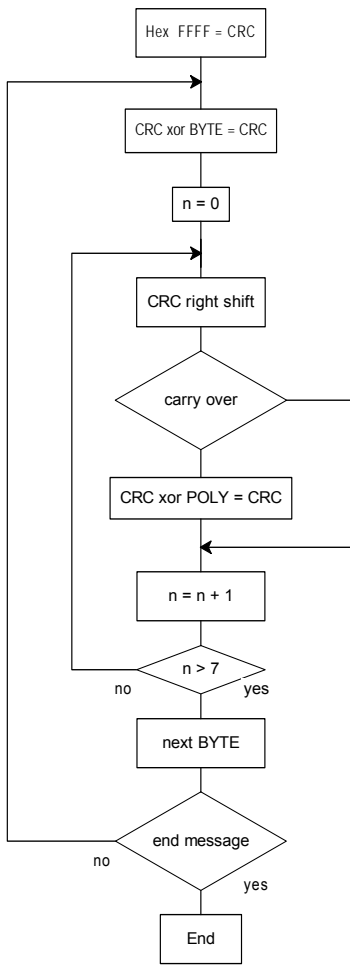 Hex FFFF = CRC
CRC xor BYTE = CRC
n = 0
CRC right shift
carry over
CRC xor POLY = CRC
n = n + 1
n > 7
no
yes
next BYTE
end message
no
yes
End